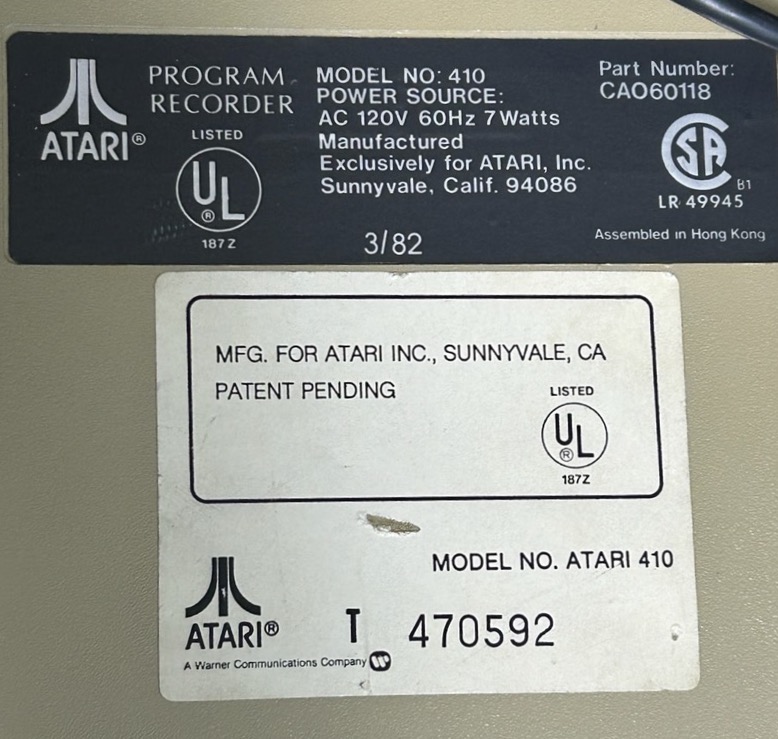 PROGRAM
RECORDER
ATARI®
LISTED
UL
®
187Z
MODEL NO: 410
POWER SOURCE:
AC 120V 60Hz 7 Watts
Manufactured
Exclusively for ATARI, Inc.
Sunnyvale, Calif. 94086
3/82
Part Number:
CAO60118
SA
B1
LR 49945
Assembled in Hong Kong
MFG. FOR ATARI INC., SUNNYVALE, CA
PATENT PENDING
LISTED
UL
®
187Z
MODEL NO. ATARI 410
ATARI®
T 470592
A Warner Communications Company